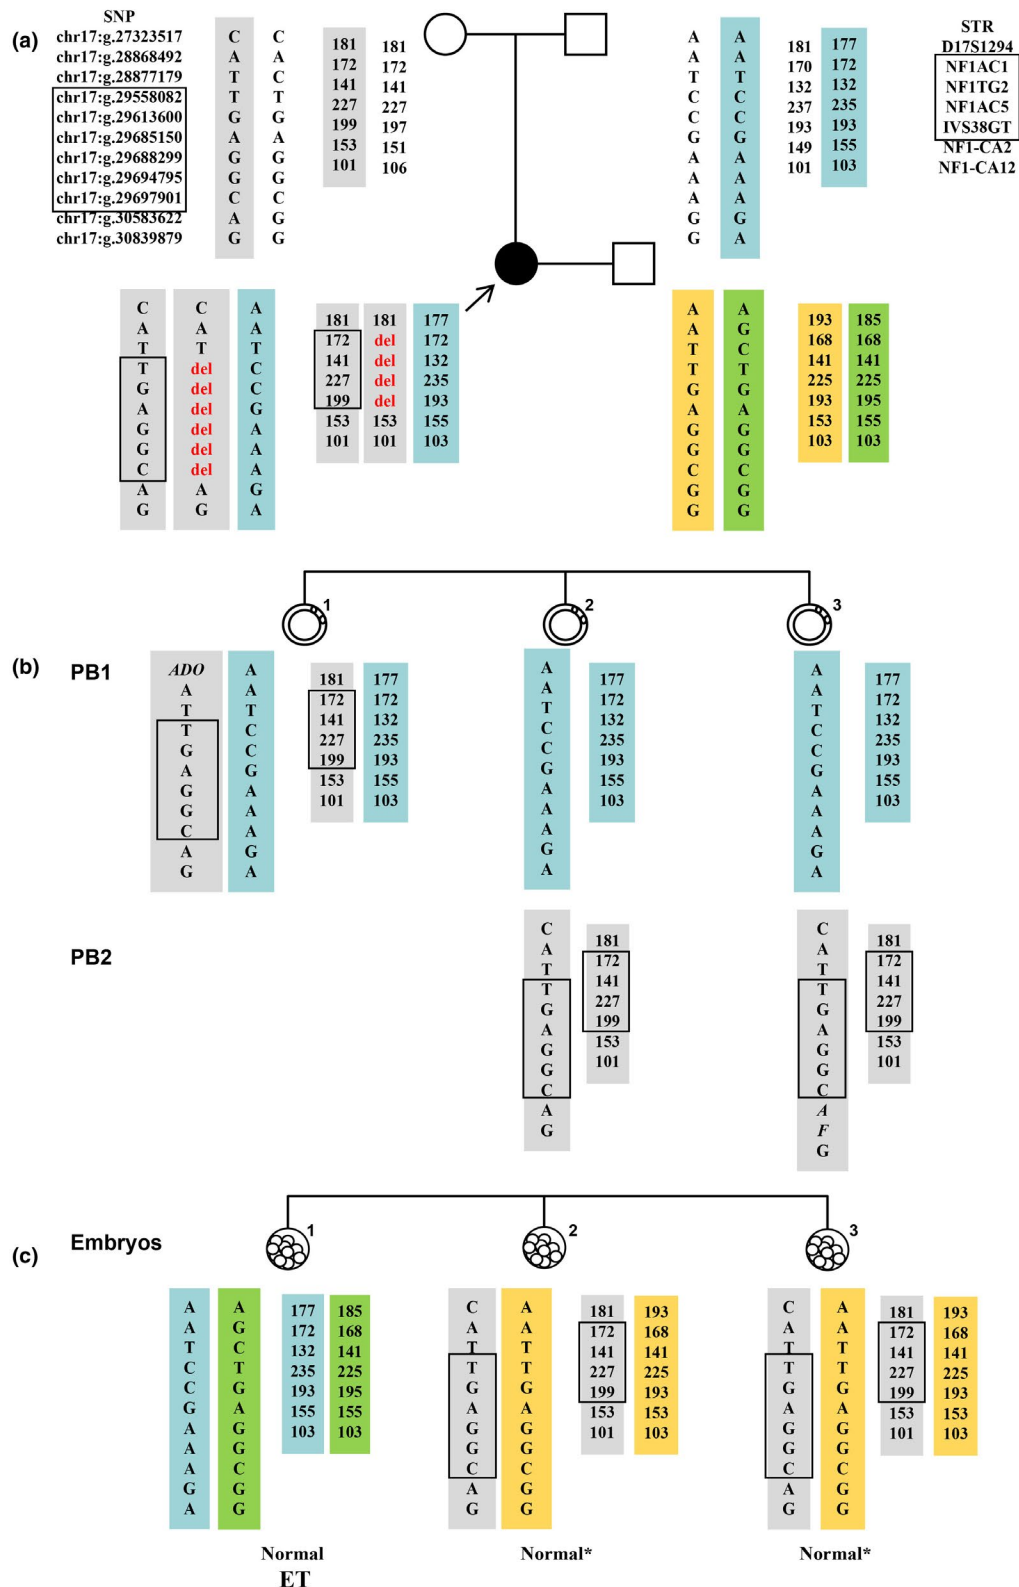 (a)
SNP
chr17:g.27323517 C C
chr17:g.28868492 A A
chr17:g.28877179 T C
chr17:g.29558082 T T
chr17:g.29613600 G G
chr17:g.29685150 A A
chr17:g.29688299 G G
chr17:g.29694795 G G
chr17:g.29697901 C C
chr17:g.30583622 A G
chr17:g.30839879 G G
181 181
172 172
141 141
227 227
199 197
153 151
101 106
A A
A A
T T
C C
C C
G G
A A
A A
A A
G G
G A
181 177
170 172
132 132
237 235
193 193
149 155
101 103
STR
D17S1294
NF1AC1
NF1TG2
NF1AC5
IVS38GT
NF1-CA2
NF1-CA12
C C A
A A A
T T T
T del C
G del C
A del G
G del A
G del A
C del A
A A G
G G A
181 181 177
172 del 172
141 del 132
227 del 235
199 del 193
153 153 155
101 101 103
A A
A G
T C
T T
G G
A A
G G
G G
C C
G G
G G
193 185
168 168
141 141
225 225
193 195
153 155
103 103
(b)
PB1
1
ADO A
A A
T T
T C
G C
A G
G A
G A
C A
A G
G A
181 177
172 172
141 132
227 235
199 193
153 155
101 103
2
A
A
T
C
C
G
A
A
A
G
A
177
172
132
235
193
155
103
3
A
A
T
C
C
G
A
A
A
G
A
177
172
132
235
193
155
103
PB2
C
A
T
T
G
A
G
G
C
A
G
181
172
141
227
199
153
101
C
A
T
T
G
A
G
G
C
A
F
G
181
172
141
227
199
153
101
(c)
Embryos
1
A A
A G
T C
C T
C G
G A
A G
A G
A C
G G
A G
177 185
172 168
132 141
235 225
193 195
155 155
103 103
Normal
ET
2
C A
A A
T T
T T
G G
A A
G G
G G
C C
A G
G G
181 193
172 168
141 141
227 225
199 193
153 153
101 103
Normal*
3
C A
A A
T T
T T
G G
A A
G G
G G
C C
A G
G G
181 193
172 168
141 141
227 225
199 193
153 153
101 103
Normal*